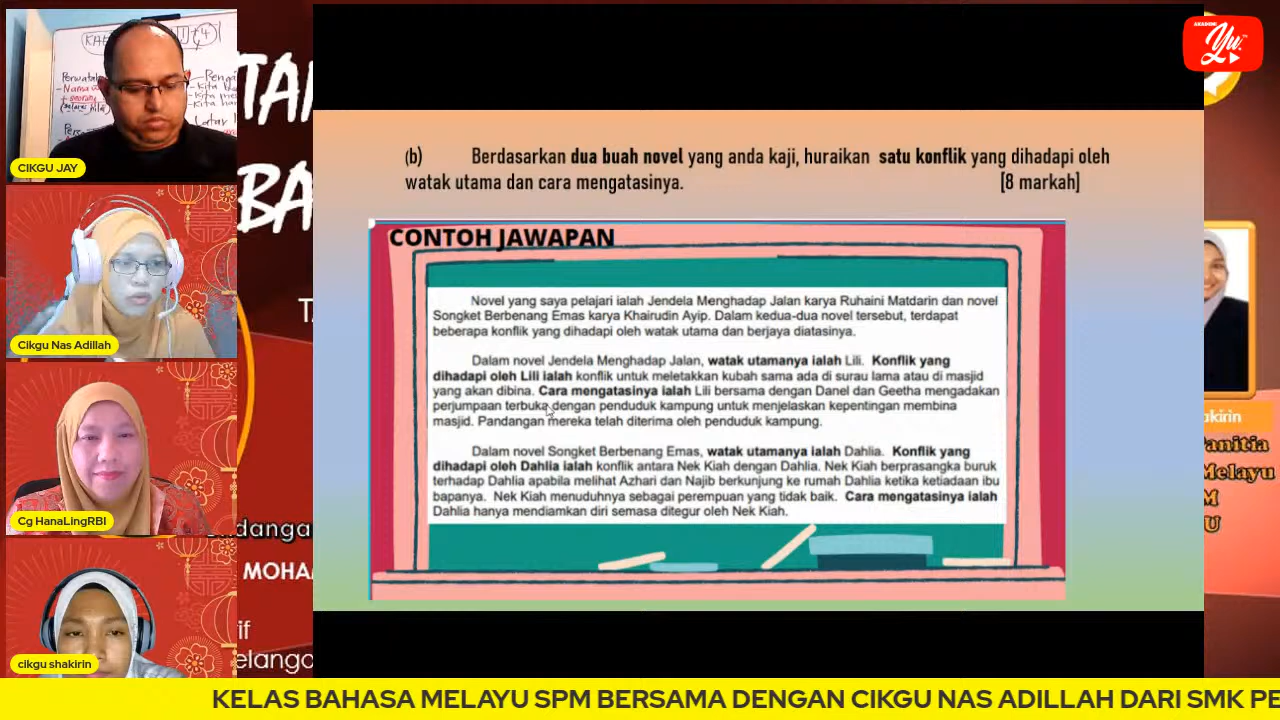 CIKGU JAY
Cikgu Nas Adillah
Cg HanaLingRBI
cikgu shakirin
AKADEMI
Yu
(b) Berdasarkan dua buah novel yang anda kaji, huraikan satu konflik yang dihadapi oleh
watak utama dan cara mengatasinya. [8 markah]
CONTOH JAWAPAN
Novel yang saya pelajari ialah Jendela Menghadap Jalan karya Ruhaini Matdarin dan novel
Songket Berbenang Emas karya Khairudin Ayip. Dalam kedua-dua novel tersebut, terdapat
beberapa konflik yang dihadapi oleh watak utama dan berjaya diatasinya.
Dalam novel Jendela Menghadap Jalan, watak utamanya ialah Lili. Konflik yang
dihadapi oleh Lili ialah konflik untuk meletakkan kubah sama ada di surau lama atau di masjid
yang akan dibina. Cara mengatasinya ialah Lili bersama dengan Danel dan Geetha mengadakan
perjumpaan terbuka dengan penduduk kampung untuk menjelaskan kepentingan membina
masjid. Pandangan mereka telah diterima oleh penduduk kampung.
Dalam novel Songket Berbenang Emas, watak utamanya ialah Dahlia. Konflik yang
dihadapi oleh Dahlia ialah konflik antara Nek Kiah dengan Dahlia. Nek Kiah berprasangka buruk
terhadap Dahlia apabila melihat Azhari dan Najib berkunjung ke rumah Dahlia ketika ketiadaan ibu
bapanya. Nek Kiah menuduhnya sebagai perempuan yang tidak baik. Cara mengatasinya ialah
Dahlia hanya mendiamkan diri semasa ditegur oleh Nek Kiah.
KELAS BAHASA MELAYU SPM BERSAMA DENGAN CIKGU NAS ADILLAH DARI SMK PE